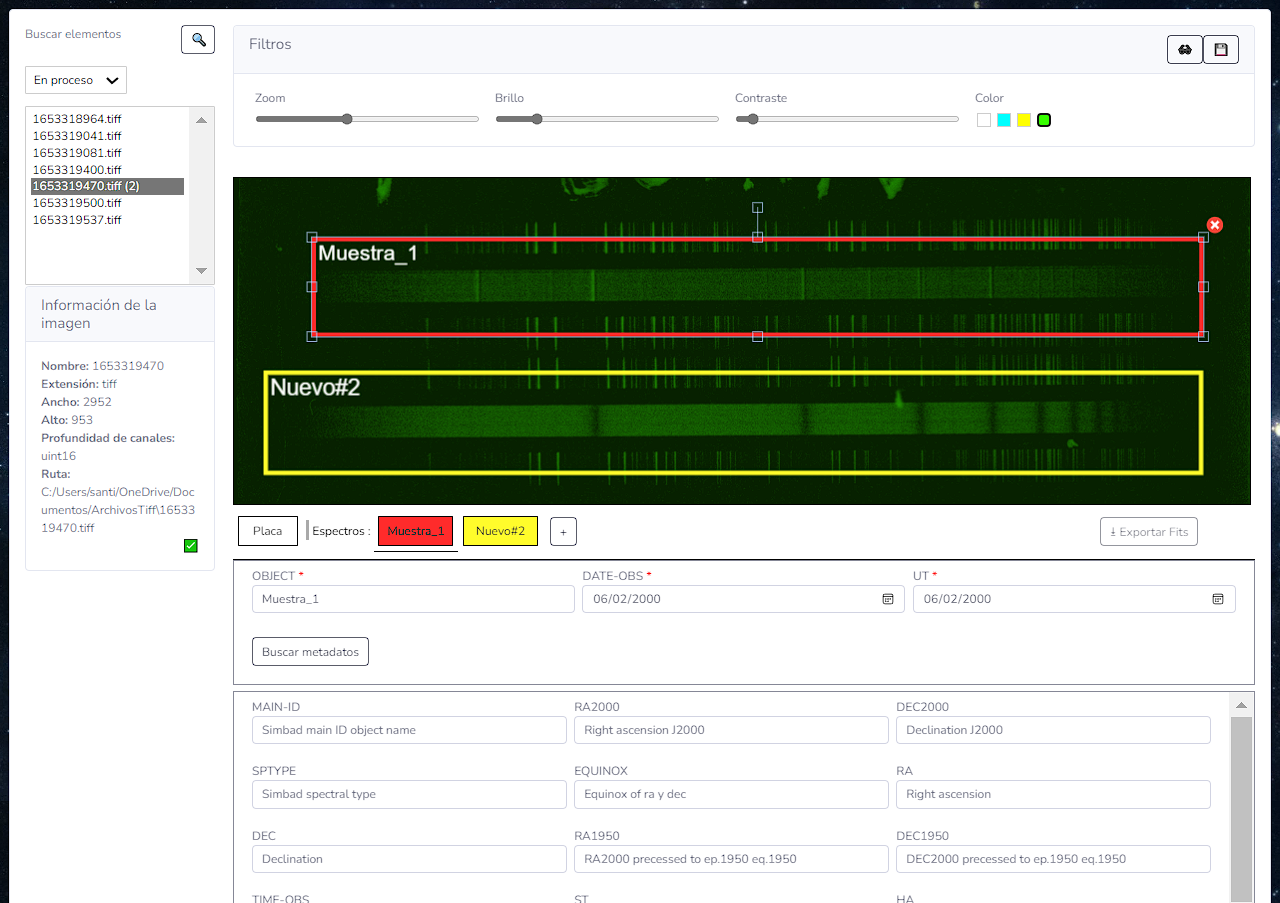 Buscar elementos
En proceso
1653318964.tiff
1653319041.tiff
1653319081.tiff
1653319400.tiff
1653319470.tiff (2)
1653319500.tiff
1653319537.tiff
Información de la
imagen
Nombre: 1653319470
Extensión: tiff
Ancho: 2952
Alto: 953
Profundidad de canales:
uint16
Ruta:
C:/Users/santi/OneDrive/Doc
umentos/ArchivosTiff\16533
19470.tiff
Filtros
Zoom Brillo Contraste Color
Muestra_1
Nuevo#2
Placa Espectros : Muestra_1 Nuevo#2 + Exportar Fits
OBJECT * DATE-OBS * UT *
Muestra_1 06/02/2000 06/02/2000
Buscar metadatos
MAIN-ID RA2000 DEC2000
Simbad main ID object name Right ascension J2000 Declination J2000
SPTYPE EQUINOX RA
Simbad spectral type Equinox of ra y dec Right ascension
DEC RA1950 DEC1950
Declination RA2000 precessed to ep.1950 eq.1950 DEC2000 precessed to ep.1950 eq.1950
TIME-OBS ST HA